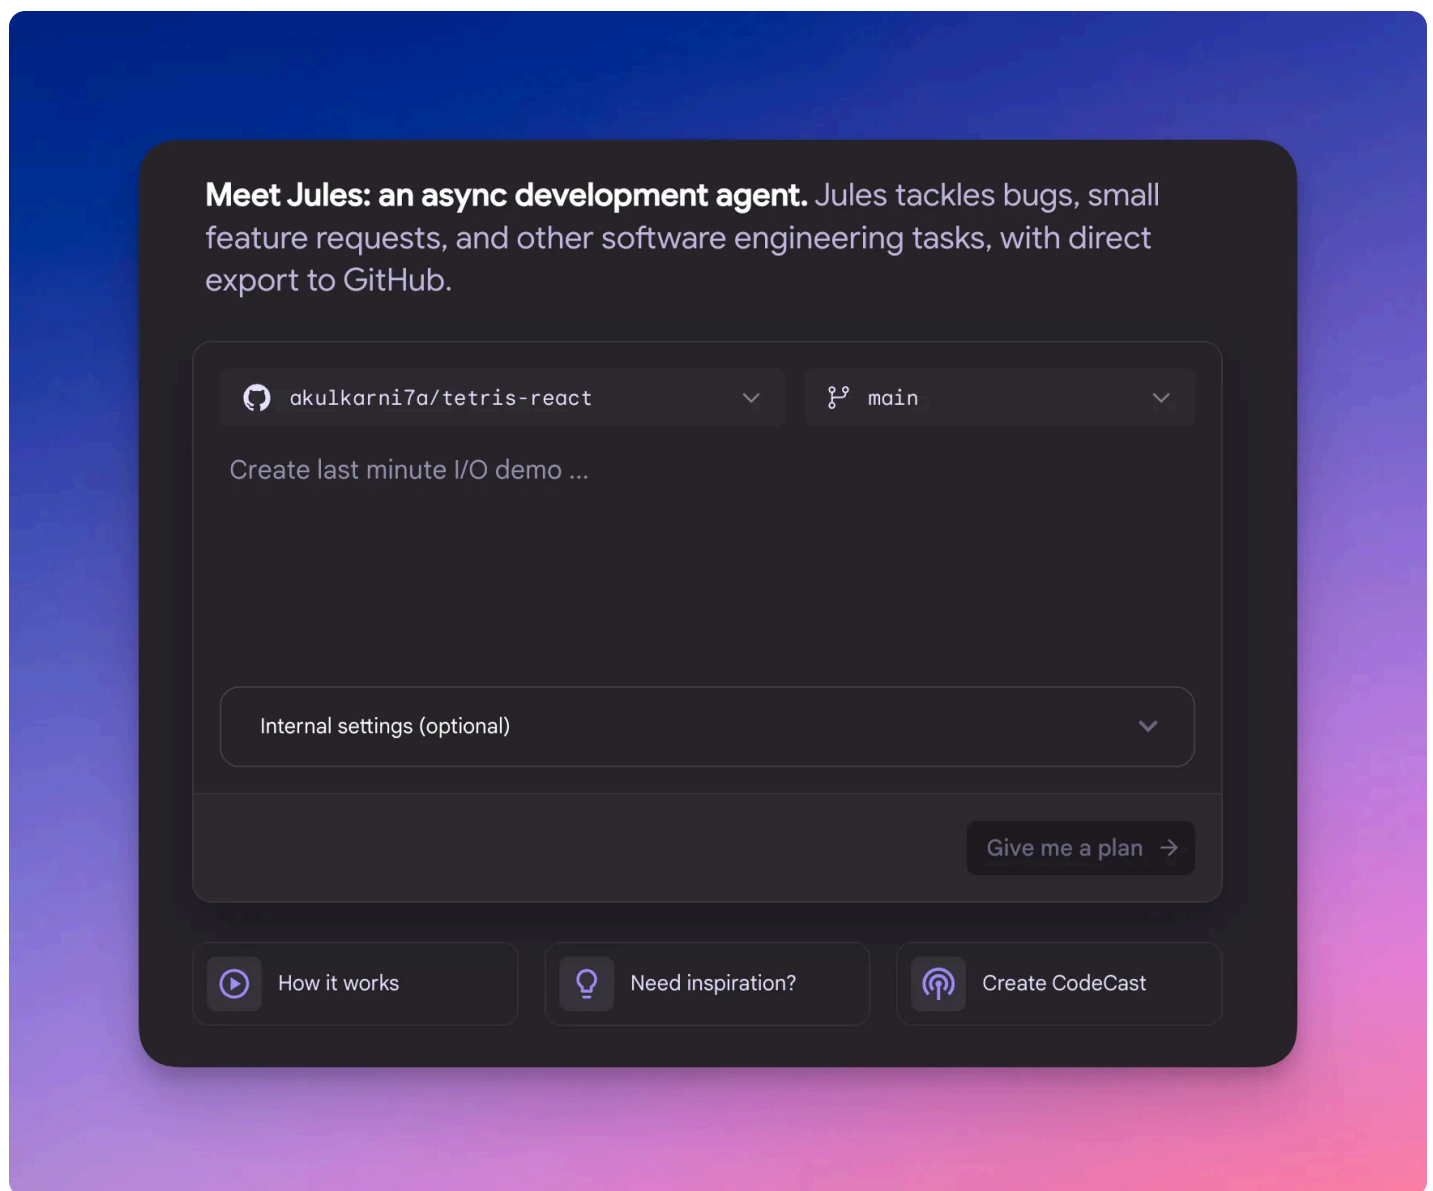 Meet Jules: an async development agent. Jules tackles bugs, small
feature requests, and other software engineering tasks, with direct
export to GitHub.
akulkarni7a/tetris-react
main
Create last minute I/O demo ...
Internal settings (optional)
Give me a plan →
How it works
Need inspiration?
Create CodeCast